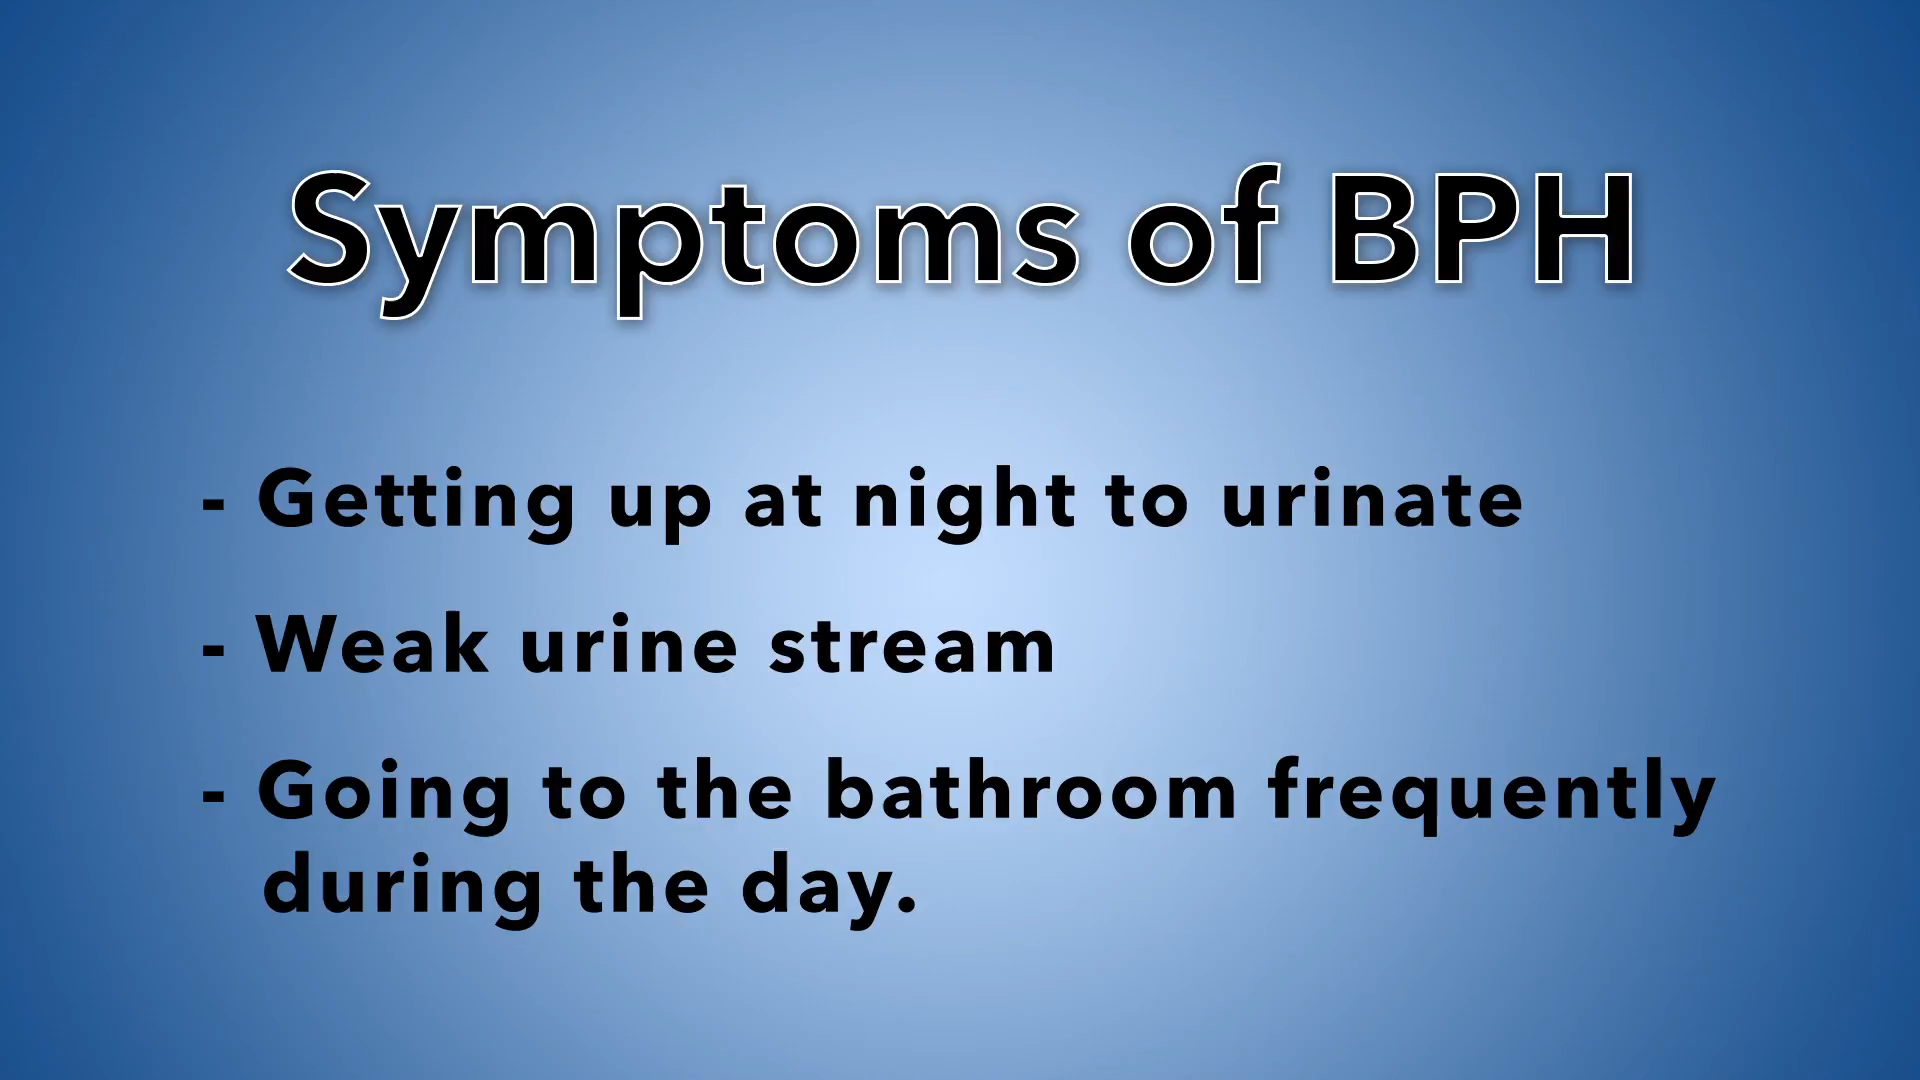 Symptoms of BPH
- Getting up at night to urinate
- Weak urine stream
- Going to the bathroom frequently
during the day.